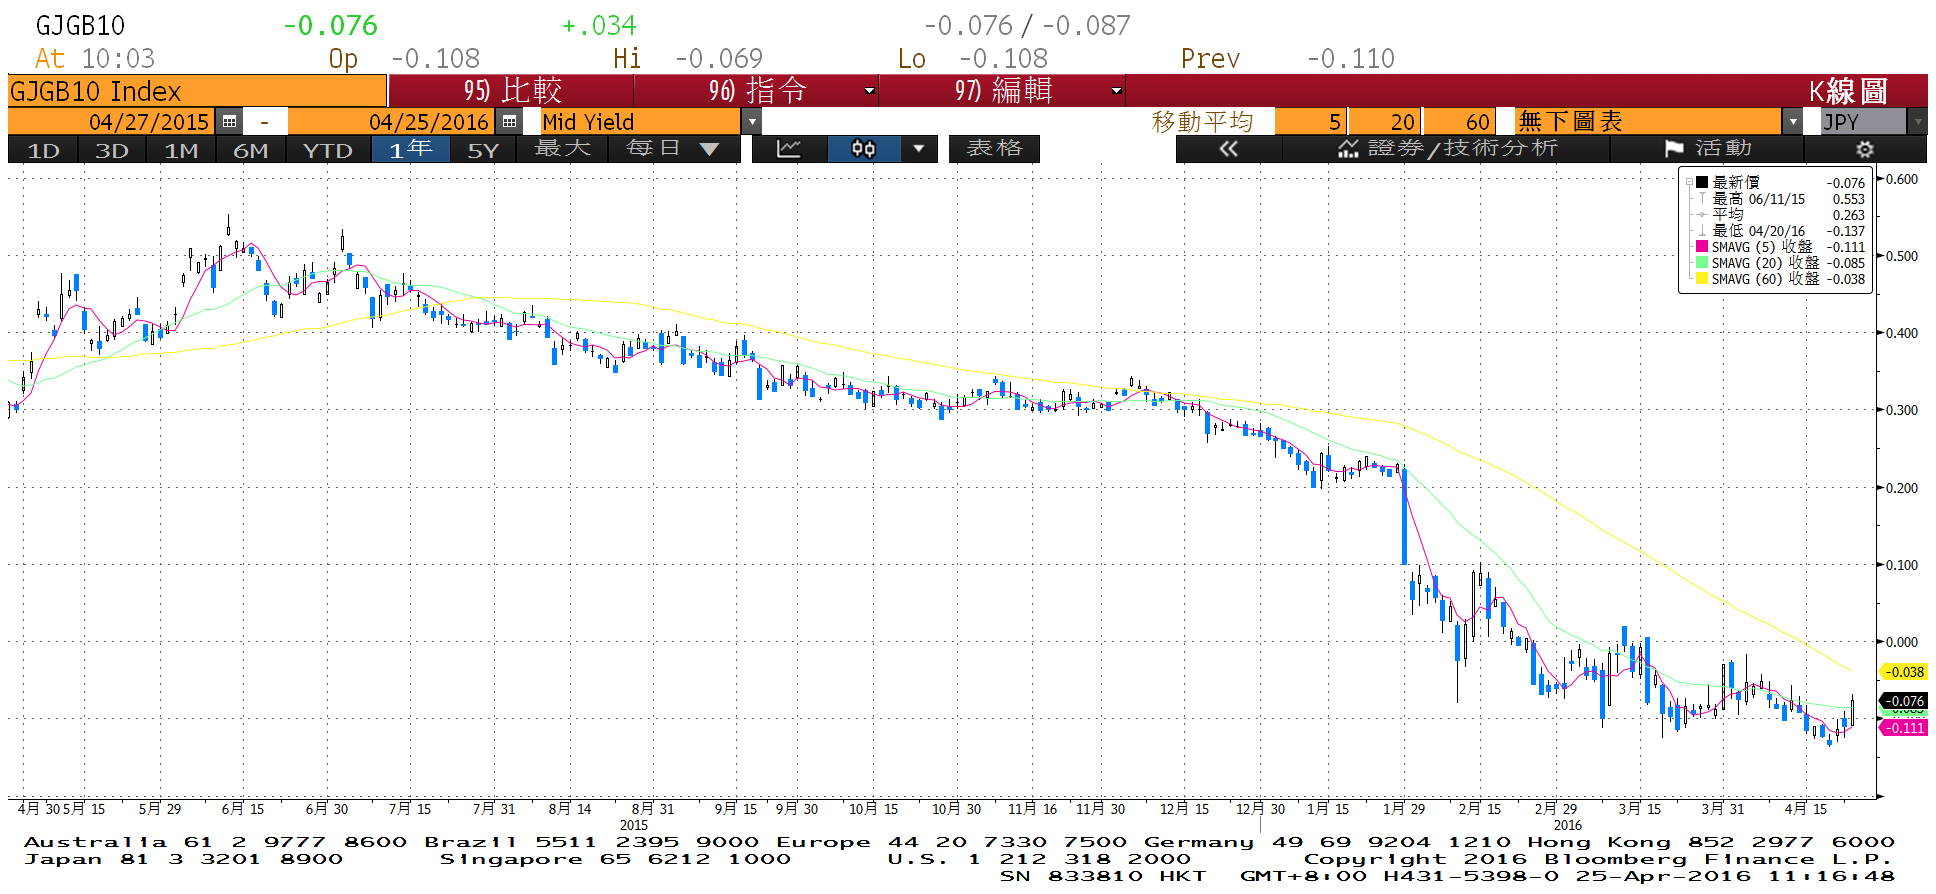 GJGB10 -0.076 +.034 -0.076 / -0.087
At 10:03 Op -0.108 Hi -0.069 Lo -0.108 Prev -0.110
GJGB10 Index 95) 比較 96) 指令 97) 編輯 K線圖
04/27/2015 - 04/25/2016 Mid Yield 移動平均 5 20 60 無下圖表 JPY
1D 3D 1M 6M YTD 1年 5Y 最大 每日 表格 « 證券/技術分析 活動
最新價 -0.076
最高 06/11/15 0.553
平均 0.263
最低 04/20/16 -0.137
SMAVG (5) 收盤 -0.111
SMAVG (20) 收盤 -0.085
SMAVG (60) 收盤 -0.038
0.600
0.500
0.400
0.300
0.200
0.100
0.000
-0.038
-0.076
-0.111
4月 30 5月 15 5月 29 6月 15 6月 30 7月 15 7月 31 8月 14 8月 31 9月 15 9月 30 10月 15 10月 30 11月 16 11月 30 12月 15 12月 30 1月 15 1月 29 2月 15 2月 29 3月 15 3月 31 4月 15
2015 2016
Australia 61 2 9777 8600 Brazil 5511 2395 9000 Europe 44 20 7330 7500 Germany 49 69 9204 1210 Hong Kong 852 2977 6000
Japan 81 3 3201 8900 Singapore 65 6212 1000 U.S. 1 212 318 2000 Copyright 2016 Bloomberg Finance L.P.
SN 833810 HKT GMT+8:00 H431-5398-0 25-Apr-2016 11:16:48